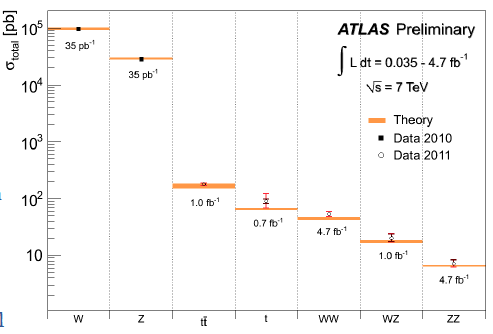 ATLAS Preliminary
∫ L dt = 0.035 - 4.7 fb⁻¹
√s = 7 TeV
Theory
Data 2010
Data 2011
σtotal [pb]
10⁵
10⁴
10³
10²
10
35 pb⁻¹
35 pb⁻¹
1.0 fb⁻¹
0.7 fb⁻¹
4.7 fb⁻¹
1.0 fb⁻¹
4.7 fb⁻¹
W Z tt̄ t WW WZ ZZ